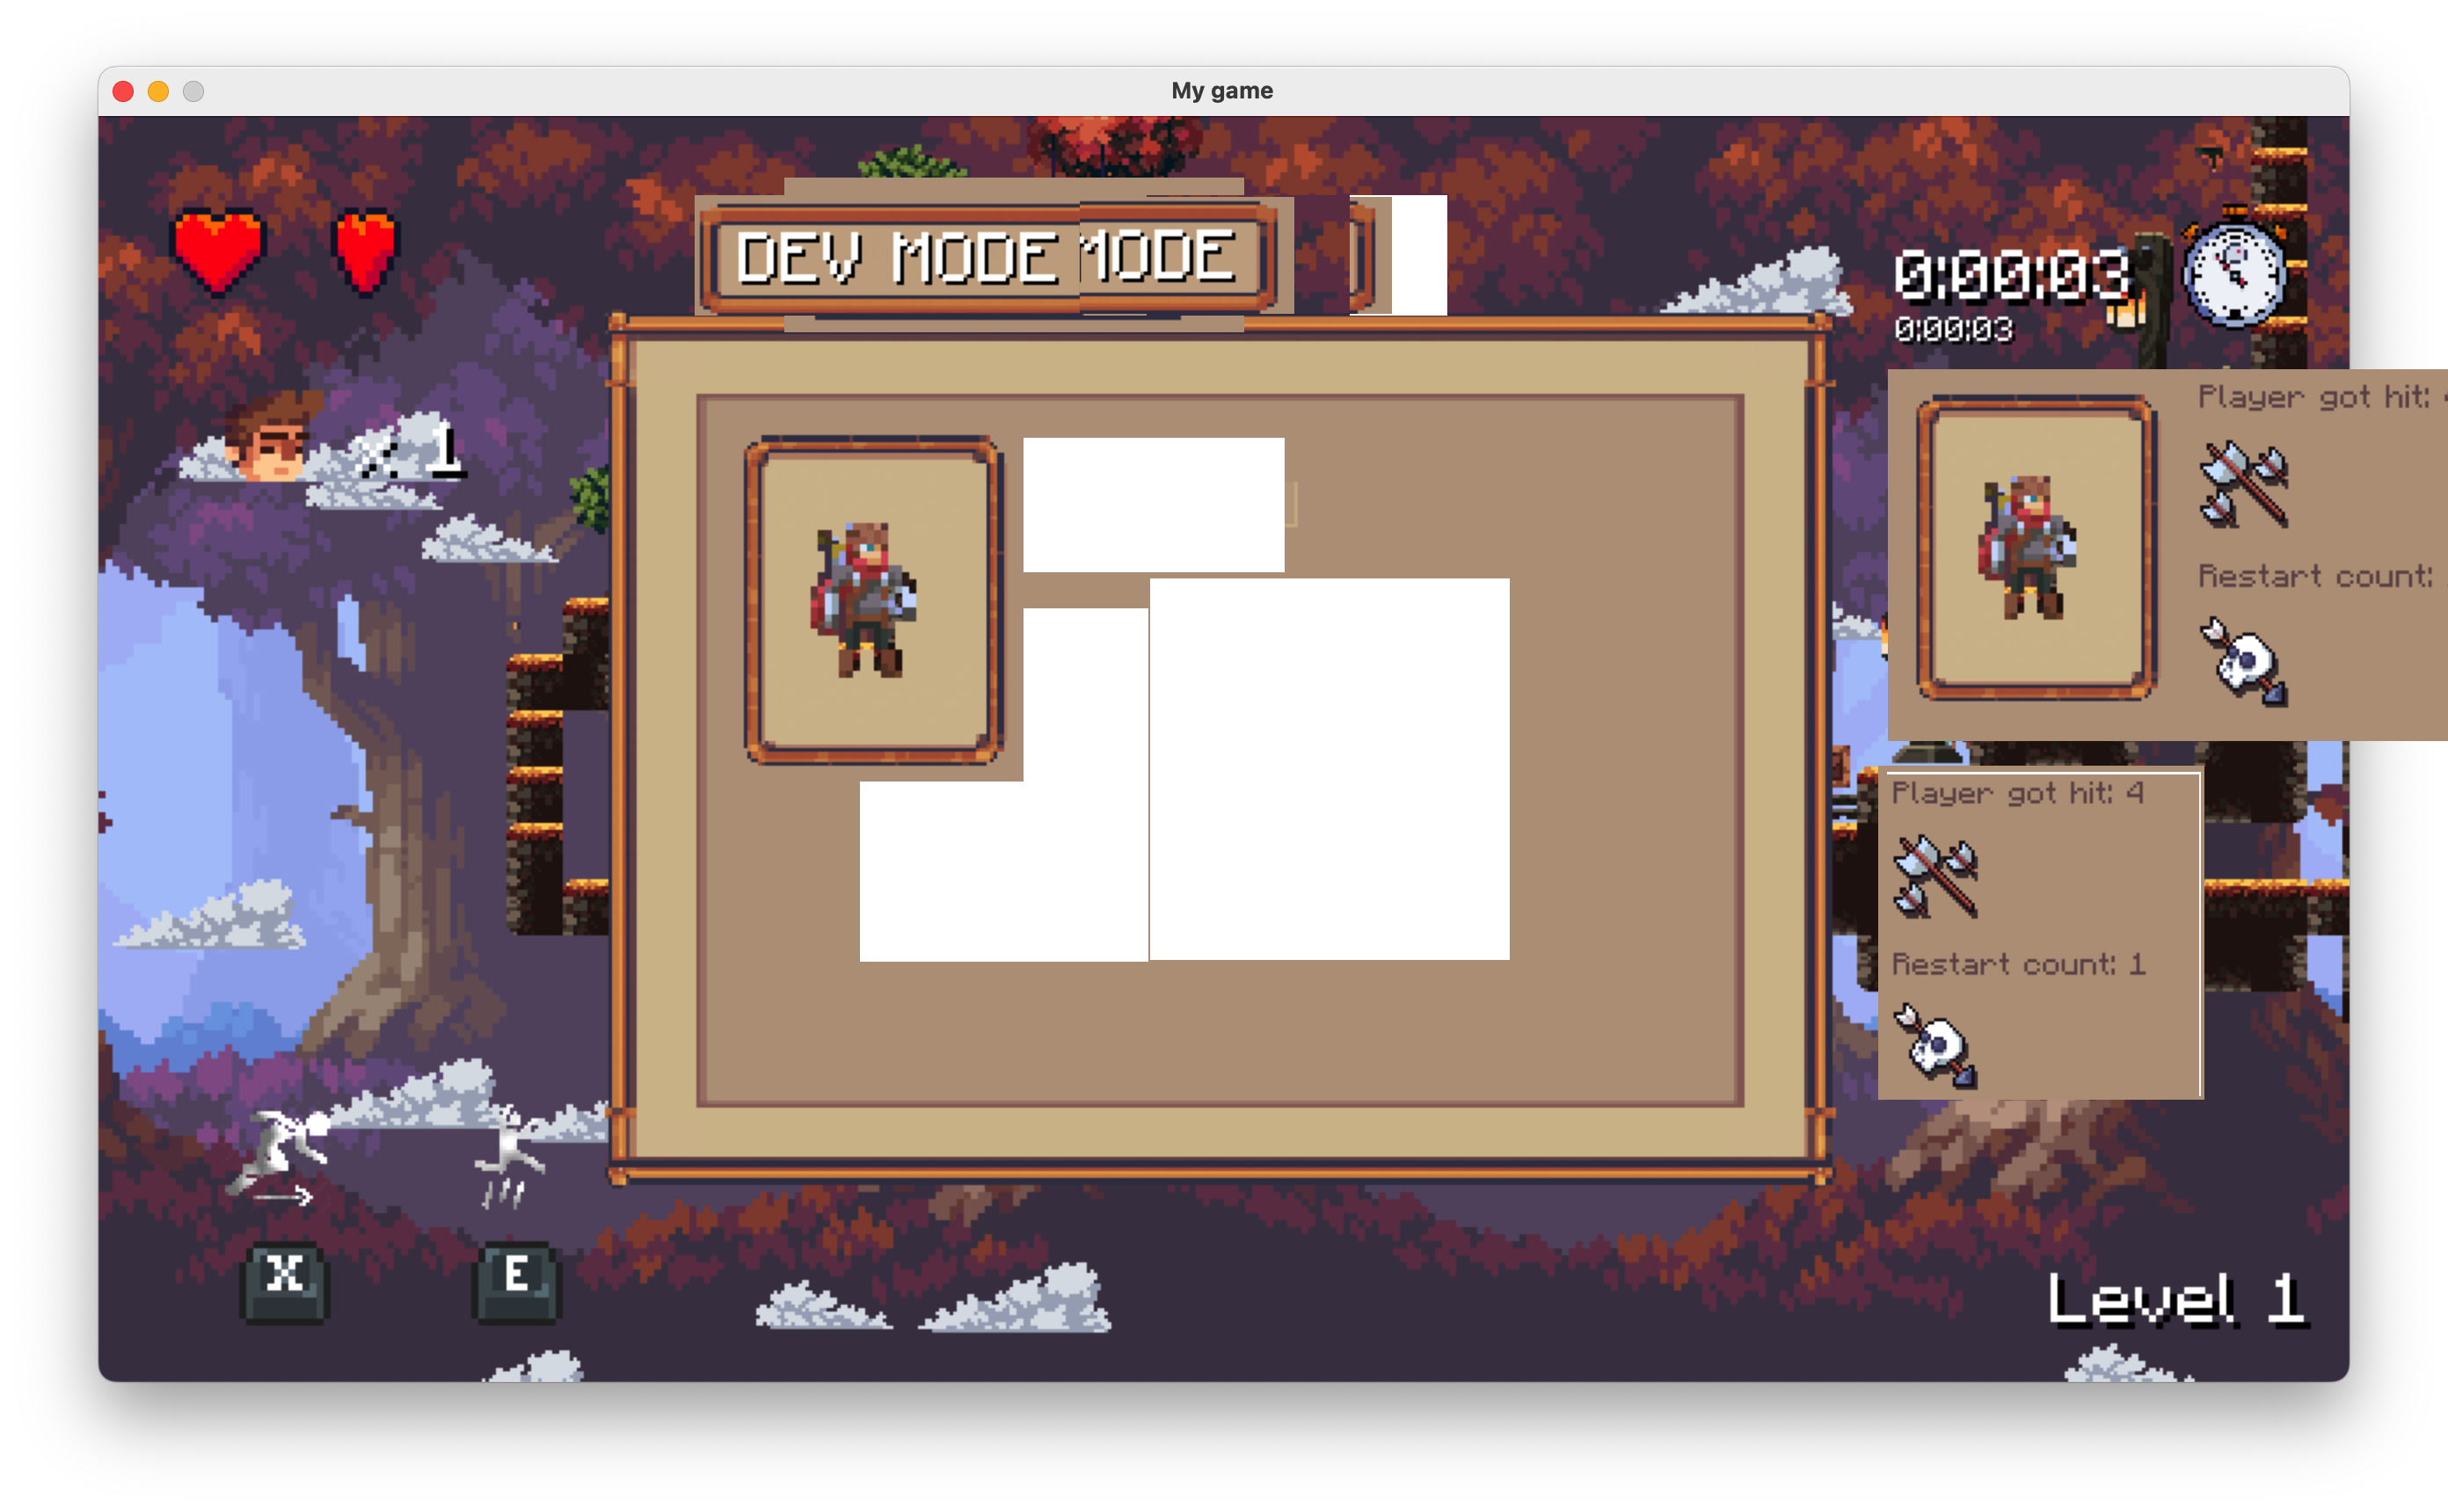 My game
DEV MODE MODE
0:00:03
0:00:03
x 1
Player got hit:
Restart count:
Player got hit: 4
Restart count: 1
X
E
Level 1